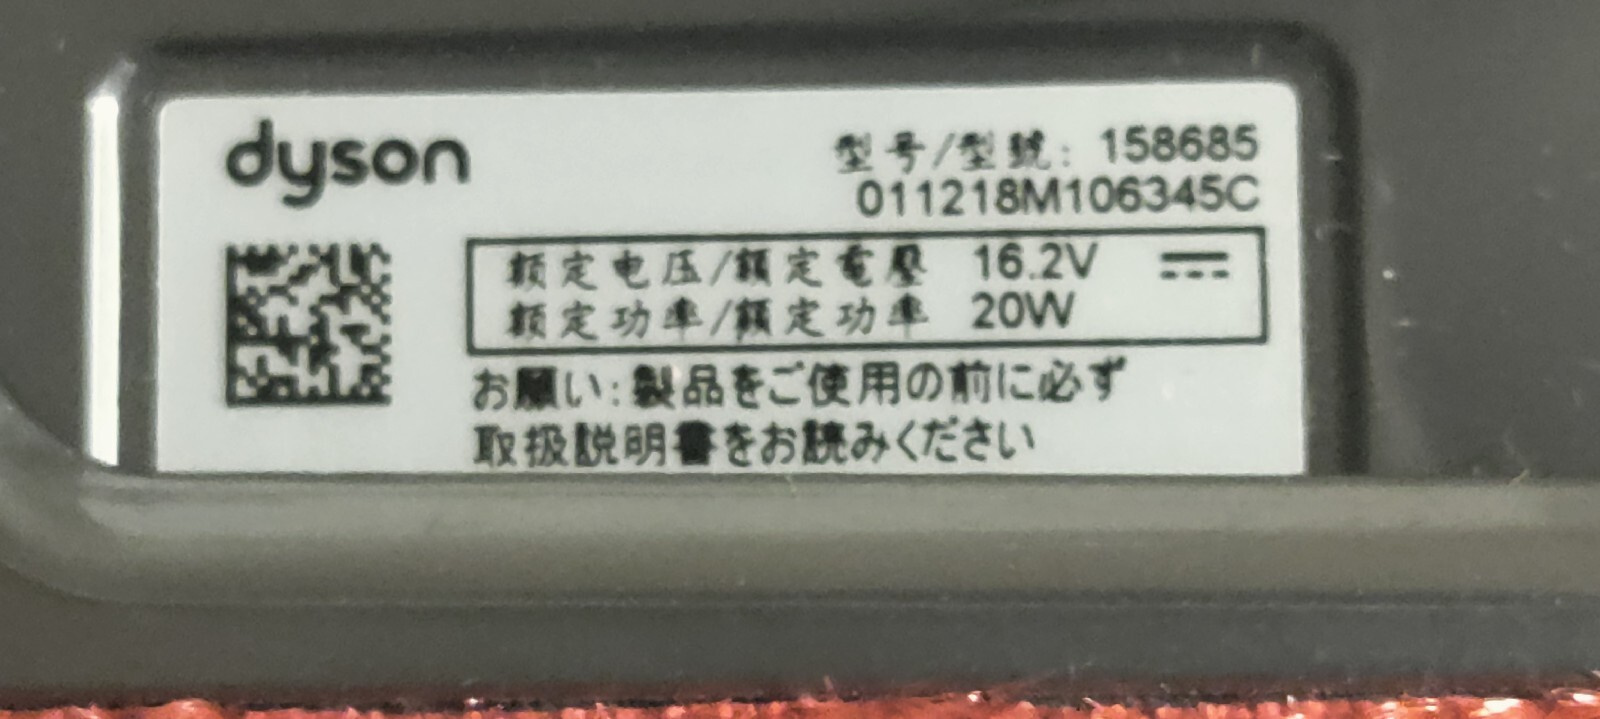 dyson
型号/型號: 158685
011218M106345C
额定电压/額定電壓 16.2V
额定功率/額定功率 20W
お願い:製品をご使用の前に必ず
取扱説明書をお読みください